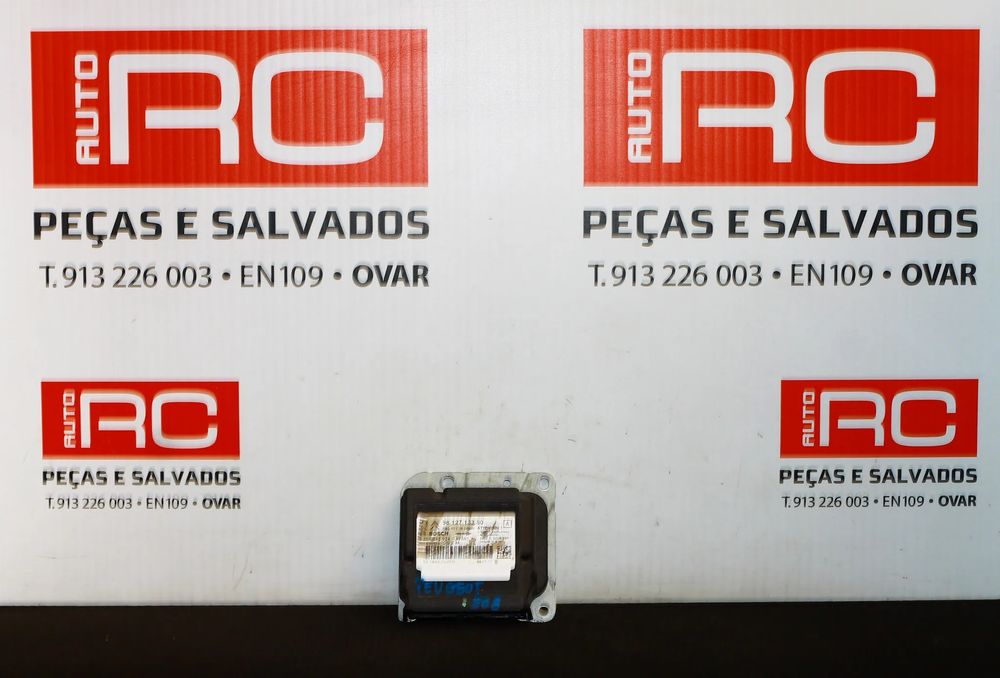 AUTO RC
PEÇAS E SALVADOS
T. 913 226 003 • EN109 • OVAR
AUTO RC
PEÇAS E SALVADOS
T. 913 226 003 • EN109 • OVAR
AUTO RC
PEÇAS E SALVADOS
T. 913 226 003 • EN109 • OVAR
AUTO RC
PEÇAS E SALVADOS
T. 913 226 003 • EN109 • OVAR
BOSCH
PEUGEOT